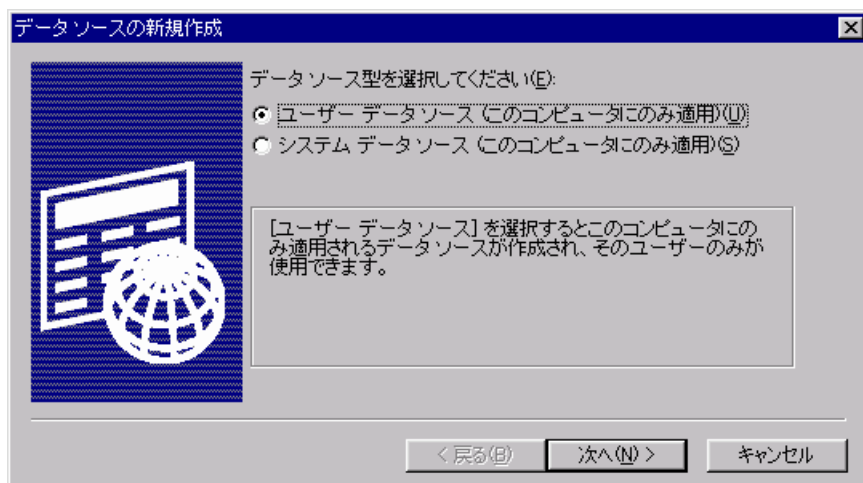 データ ソースの新規作成
データ ソース型を選択してください(E):
ユーザー データ ソース (このコンピュータにのみ適用)(U)
システム データ ソース (このコンピュータにのみ適用)(S)
[ユーザー データ ソース] を選択するとこのコンピュータにの
み適用されるデータ ソースが作成され、そのユーザーのみが
使用できます。
< 戻る(B)
次へ(N) >
キャンセル